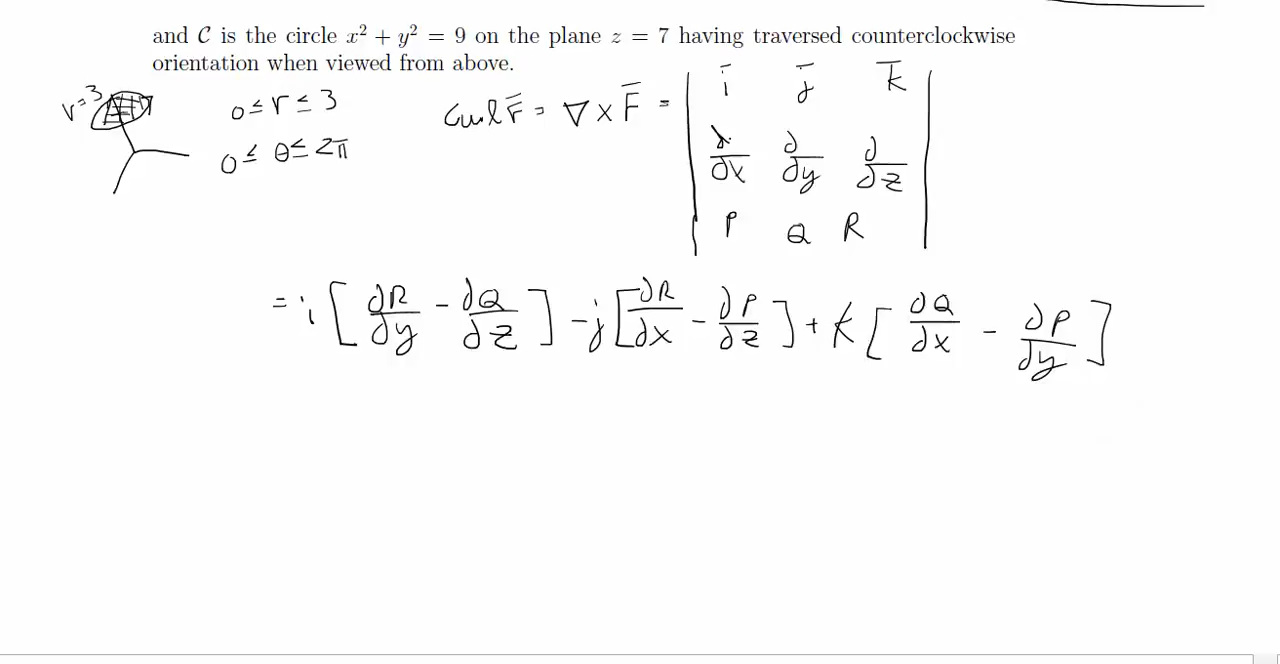 and C is the circle x² + y² = 9 on the plane z = 7 having traversed counterclockwise
orientation when viewed from above.
r=3 0 ≤ r ≤ 3
0 ≤ θ ≤ 2π
Curl F̅ = ∇ × F̅ = | i̅ j̅ k̅ |
| ∂/∂x ∂/∂y ∂/∂z |
| P Q R |
= i [ ∂R/∂y - ∂Q/∂z ] - j [ ∂R/∂x - ∂P/∂z ] + k [ ∂Q/∂x - ∂P/∂y ]